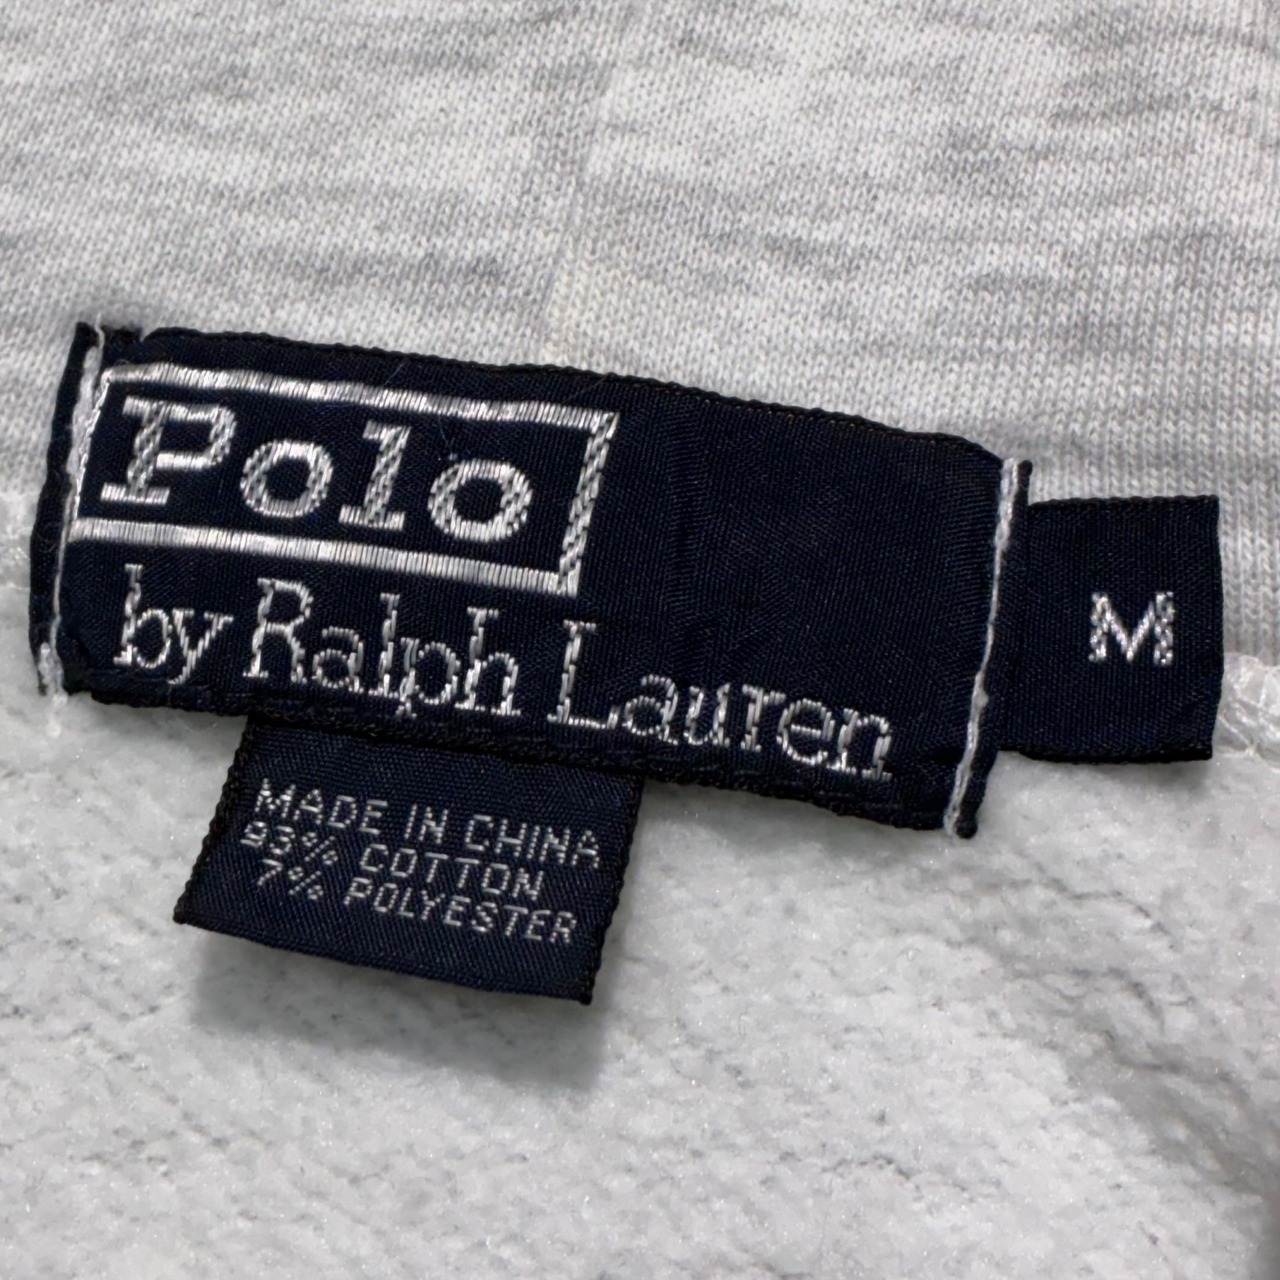 Polo
by Ralph Lauren
M
MADE IN CHINA
93% COTTON
7% POLYESTER